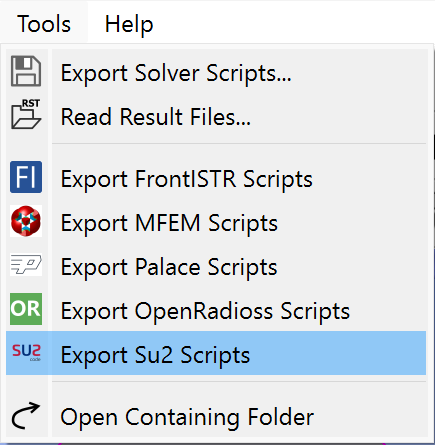 Tools Help
Export Solver Scripts...
RST Read Result Files...
FI Export FrontISTR Scripts
Export MFEM Scripts
P Export Palace Scripts
OR Export OpenRadioss Scripts
SU2 code Export Su2 Scripts
Open Containing Folder